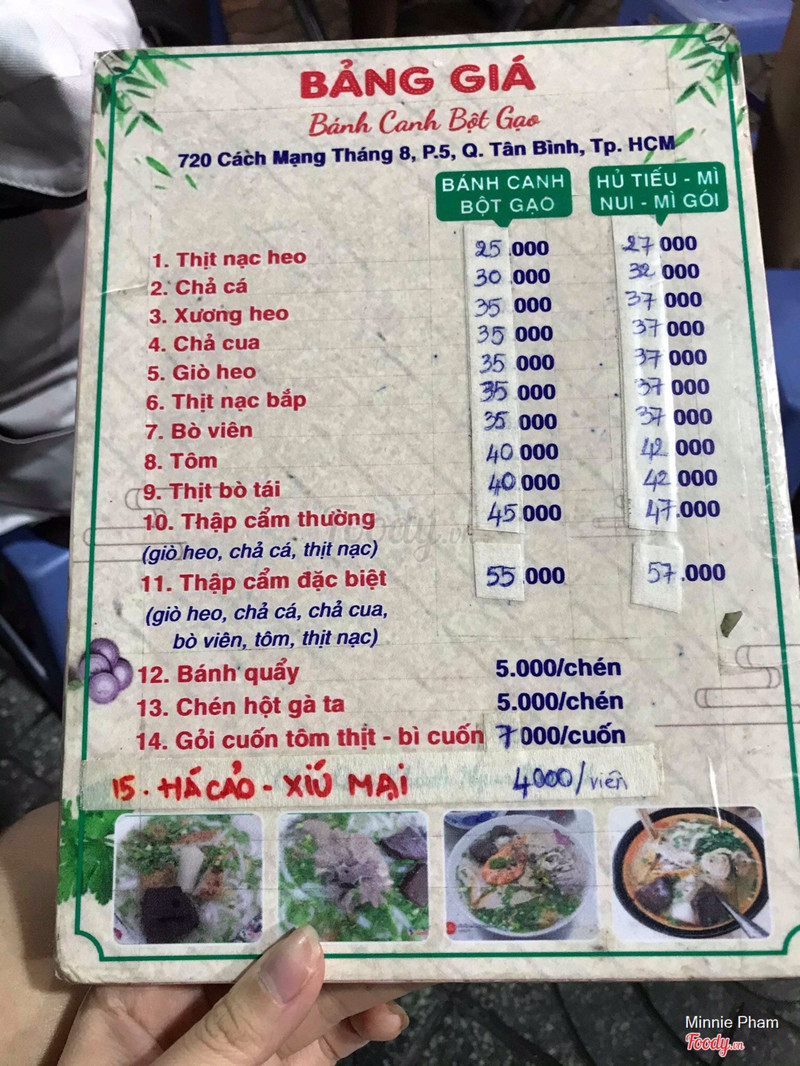 BẢNG GIÁ
Bánh Canh Bột Gạo
720 Cách Mạng Tháng 8, P.5, Q. Tân Bình, Tp. HCM
BÁNH CANH BỘT GẠO
HỦ TIẾU - MÌ NUI - MÌ GÓI
1. Thịt nạc heo 25.000 27 000
2. Chả cá 30.000 32 000
3. Xương heo 35 000 37 000
4. Chả cua 35 000 37 000
5. Giò heo 35 000 37 000
6. Thịt nạc bắp 35 000 37 000
7. Bò viên 35 000 37 000
8. Tôm 40 000 42 000
9. Thịt bò tái 40.000 42 000
10. Thập cẩm thường 45.000 47.000
(giò heo, chả cá, thịt nạc)
11. Thập cẩm đặc biệt 55.000 57.000
(giò heo, chả cá, chả cua,
bò viên, tôm, thịt nạc)
12. Bánh quẩy 5.000/chén
13. Chén hột gà ta 5.000/chén
14. Gỏi cuốn tôm thịt - bì cuốn 7 000/cuốn
15. HÁ CẢO - XIÚ MẠI 4000/viên
Foody.vn
Minnie Pham
Foody.vn